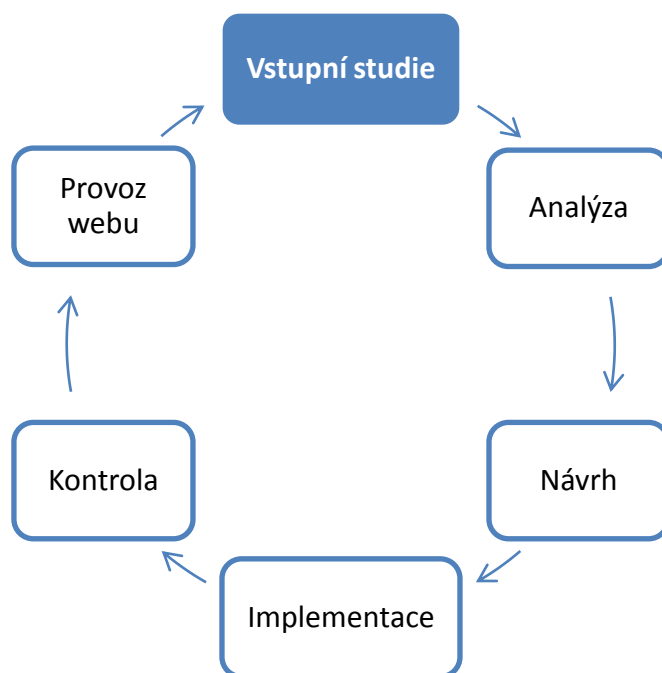 Vstupní studie
Analýza
Návrh
Implementace
Kontrola
Provoz
webu